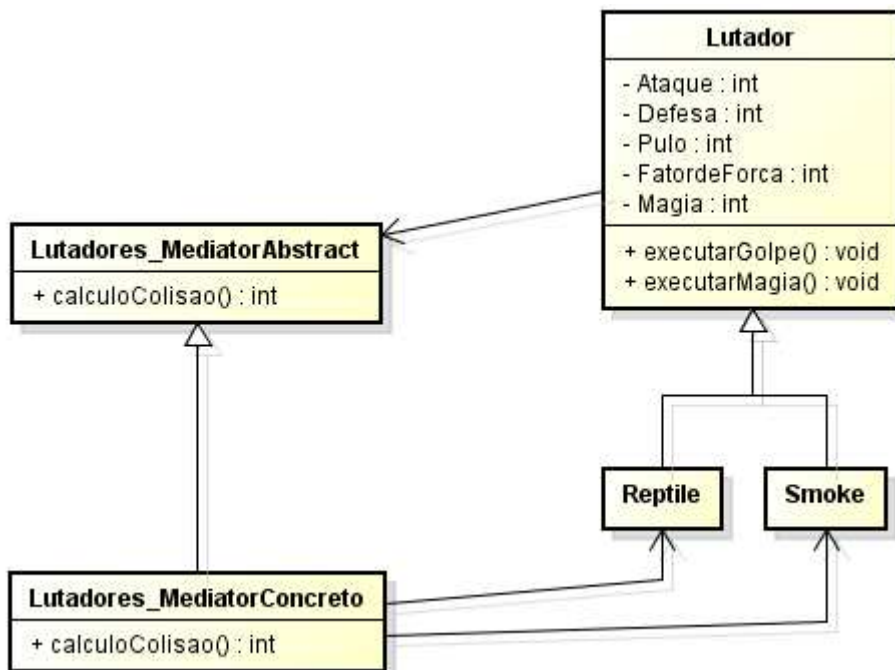 Lutador
- Ataque : int
- Defesa : int
- Pulo : int
- FatordeForca : int
- Magia : int
+ executarGolpe() : void
+ executarMagia() : void
Lutadores_MediatorAbstract
+ calculoColisao() : int
Reptile
Smoke
Lutadores_MediatorConcreto
+ calculoColisao() : int